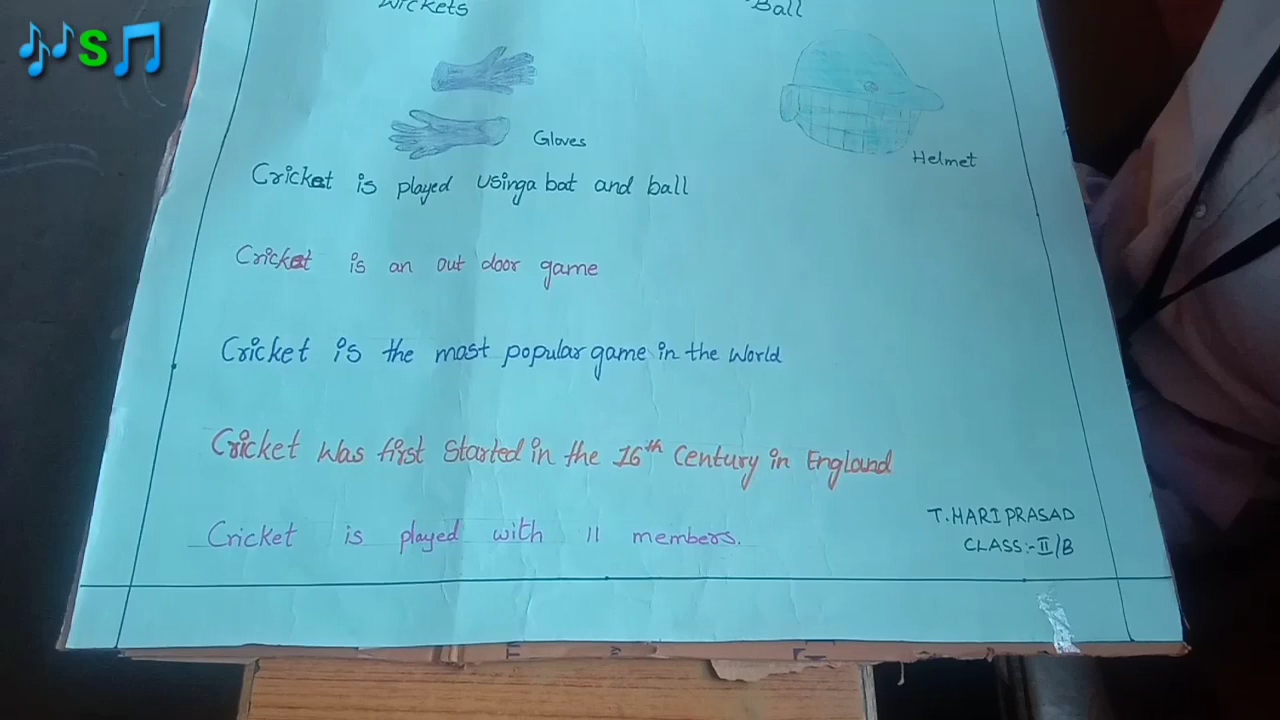 Wickets
Ball
S
Gloves
Helmet
Cricket is played using a bat and ball
Cricket is an out door game
Cricket is the most popular game in the World
Cricket Was first Started in the 16th Century in England
Cricket is played with 11 members.
T.HARI PRASAD
CLASS:-II/B